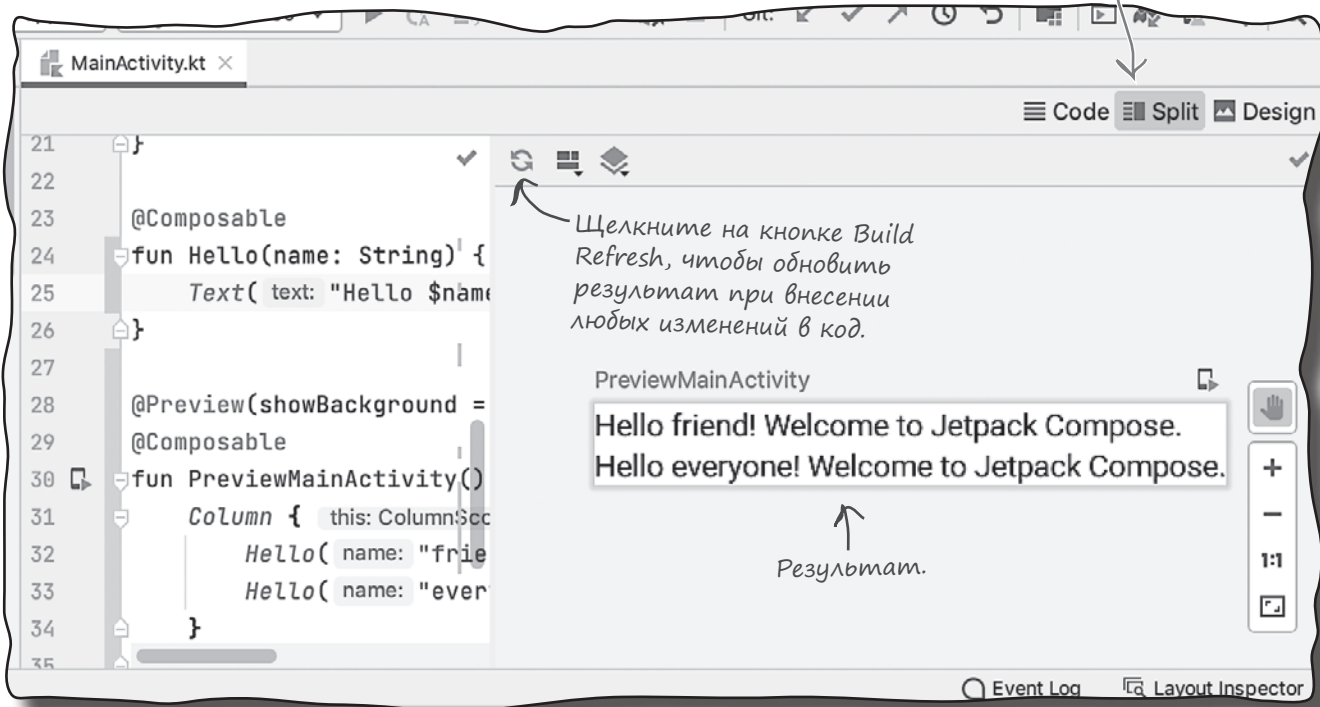 Git:
MainActivity.kt
Code Split Design
21 }
22
23 @Composable
24 fun Hello(name: String) {
25 Text( text: "Hello $name
26 }
27
28 @Preview(showBackground =
29 @Composable
30 fun PreviewMainActivity()
31 Column { this: ColumnSco
32 Hello( name: "frie
33 Hello( name: "ever
34 }
35
Щелкните на кнопке Build
Refresh, чтобы обновить
результат при внесении
любых изменений в код.
PreviewMainActivity
Hello friend! Welcome to Jetpack Compose.
Hello everyone! Welcome to Jetpack Compose.
Результат.
1:1
Event Log Layout Inspector